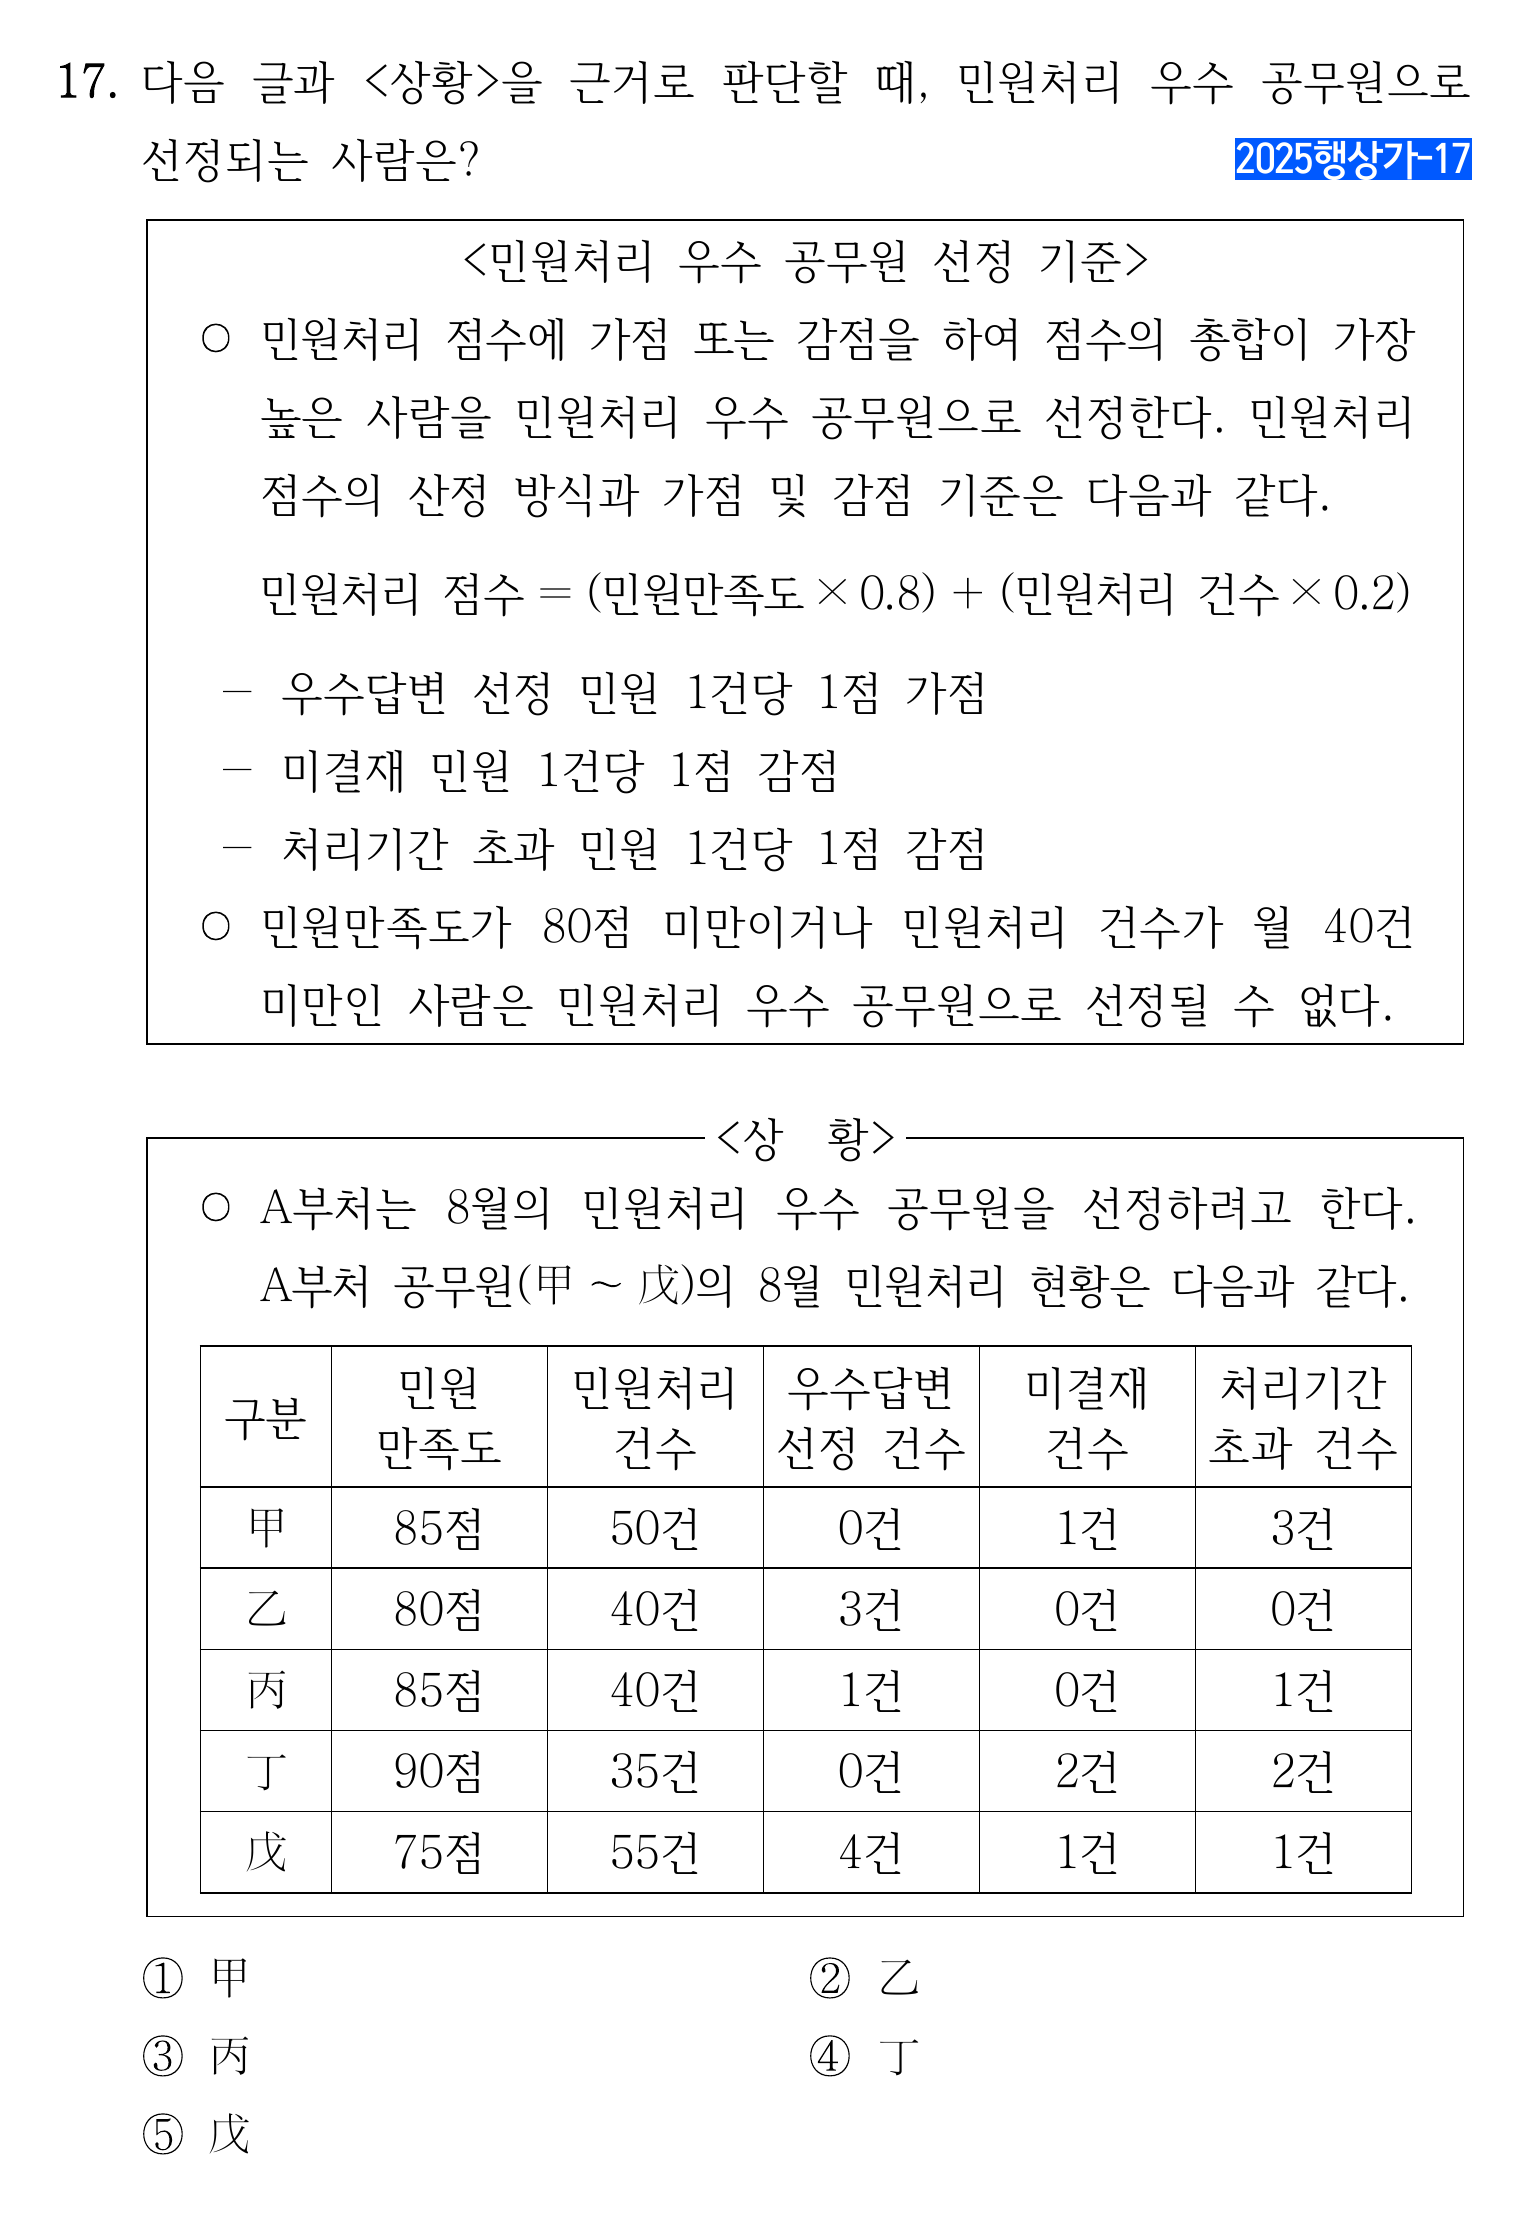 17. 다음 글과 <상황>을 근거로 판단할 때, 민원처리 우수 공무원으로
선정되는 사람은?
2025행상가-17
<민원처리 우수 공무원 선정 기준>
○ 민원처리 점수에 가점 또는 감점을 하여 점수의 총합이 가장
높은 사람을 민원처리 우수 공무원으로 선정한다. 민원처리
점수의 산정 방식과 가점 및 감점 기준은 다음과 같다.
민원처리 점수 = (민원만족도 × 0.8) + (민원처리 건수 × 0.2)
- 우수답변 선정 민원 1건당 1점 가점
- 미결재 민원 1건당 1점 감점
- 처리기간 초과 민원 1건당 1점 감점
○ 민원만족도가 80점 미만이거나 민원처리 건수가 월 40건
미만인 사람은 민원처리 우수 공무원으로 선정될 수 없다.
<상 황>
○ A부처는 8월의 민원처리 우수 공무원을 선정하려고 한다.
A부처 공무원(甲 ~ 戊)의 8월 민원처리 현황은 다음과 같다.
구분 민원 만족도 민원처리 건수 우수답변 선정 건수 미결재 건수 처리기간 초과 건수
甲 85점 50건 0건 1건 3건
乙 80점 40건 3건 0건 0건
丙 85점 40건 1건 0건 1건
丁 90점 35건 0건 2건 2건
戊 75점 55건 4건 1건 1건
① 甲 ② 乙
③ 丙 ④ 丁
⑤ 戊